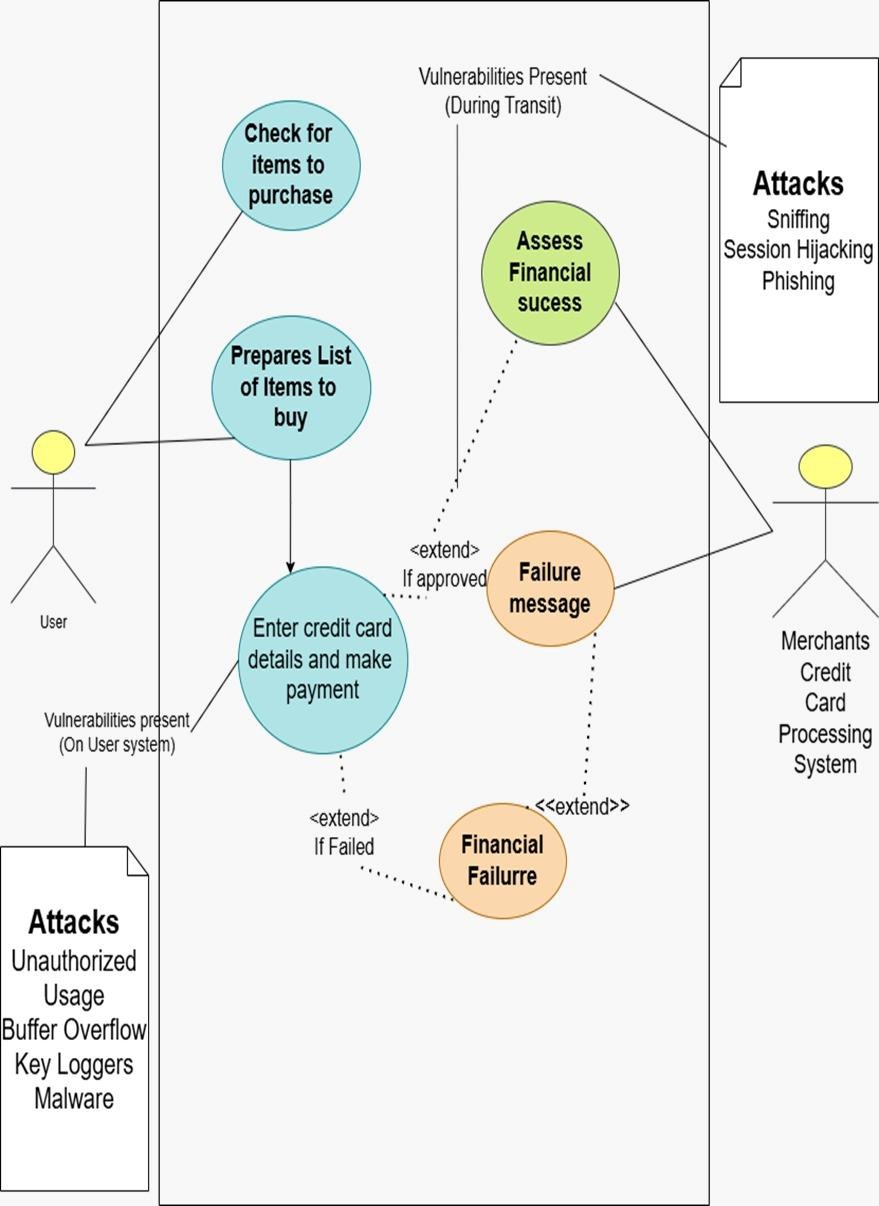 Vulnerabilities Present
(During Transit)
Check for
items to
purchase
Attacks
Sniffing
Session Hijacking
Phishing
Assess
Financial
sucess
Prepares List
of Items to
buy
<extend>
If approved
Failure
message
User
Enter credit card
details and make
payment
Merchants
Credit
Card
Processing
System
Vulnerabilities present
(On User system)
<extend>
If Failed
<<extend>>
Financial
Failurre
Attacks
Unauthorized
Usage
Buffer Overflow
Key Loggers
Malware